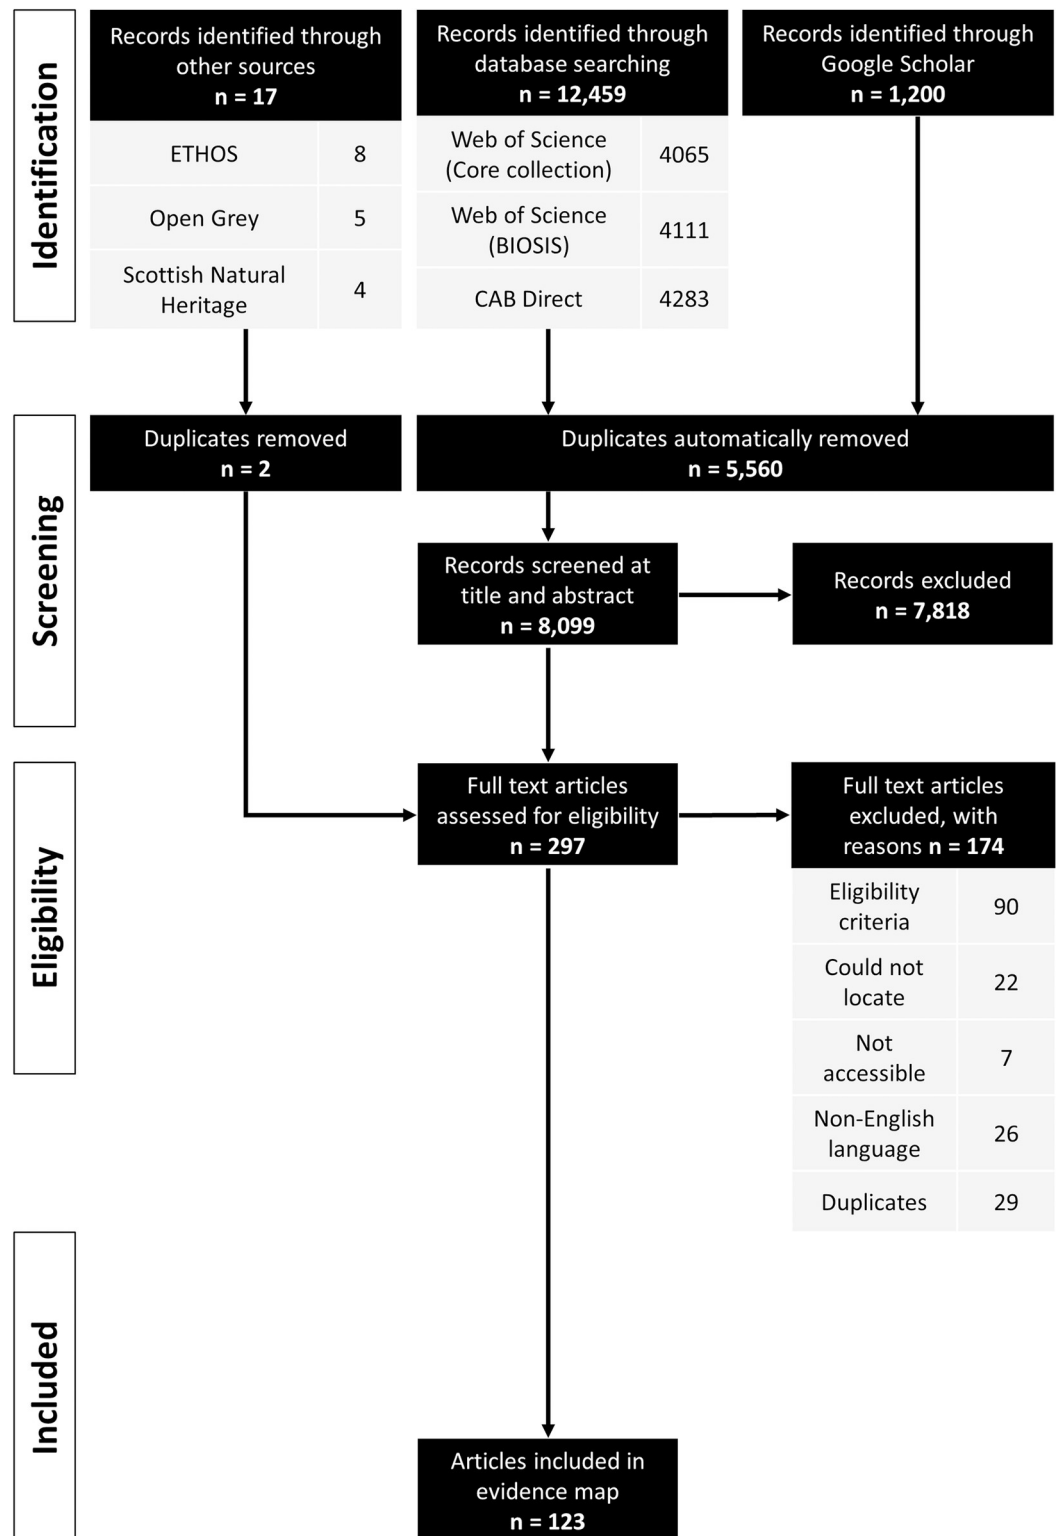 Identification
Records identified through
other sources
n = 17
ETHOS 8
Open Grey 5
Scottish Natural
Heritage
4
Records identified through
database searching
n = 12,459
Web of Science
(Core collection)
4065
Web of Science
(BIOSIS)
4111
CAB Direct 4283
Records identified through
Google Scholar
n = 1,200
Screening
Duplicates removed
n = 2
Duplicates automatically removed
n = 5,560
Records screened at
title and abstract
n = 8,099
Records excluded
n = 7,818
Eligibility
Full text articles
assessed for eligibility
n = 297
Full text articles
excluded, with
reasons n = 174
Eligibility
criteria
90
Could not
locate
22
Not
accessible
7
Non-English
language
26
Duplicates 29
Included
Articles included in
evidence map
n = 123